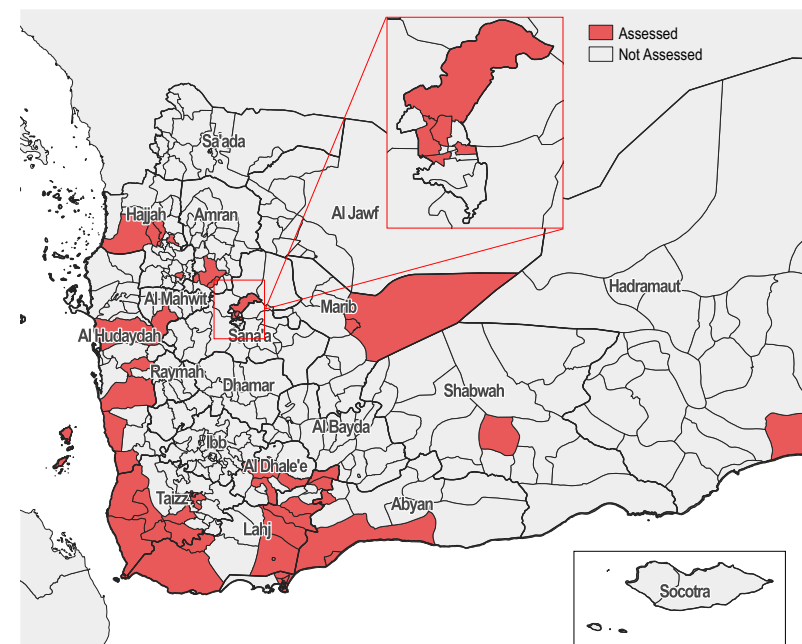 Assessed
Not Assessed
Sa'ada
Hajjah
Amran
Al Jawf
Hadramaut
Al Mahwit
Marib
Al Hudaydah
Sana'a
Raymah
Dhamar
Shabwah
Al Bayda
Ibb
Al Dhale'e
Taizz
Abyan
Lahj
Socotra